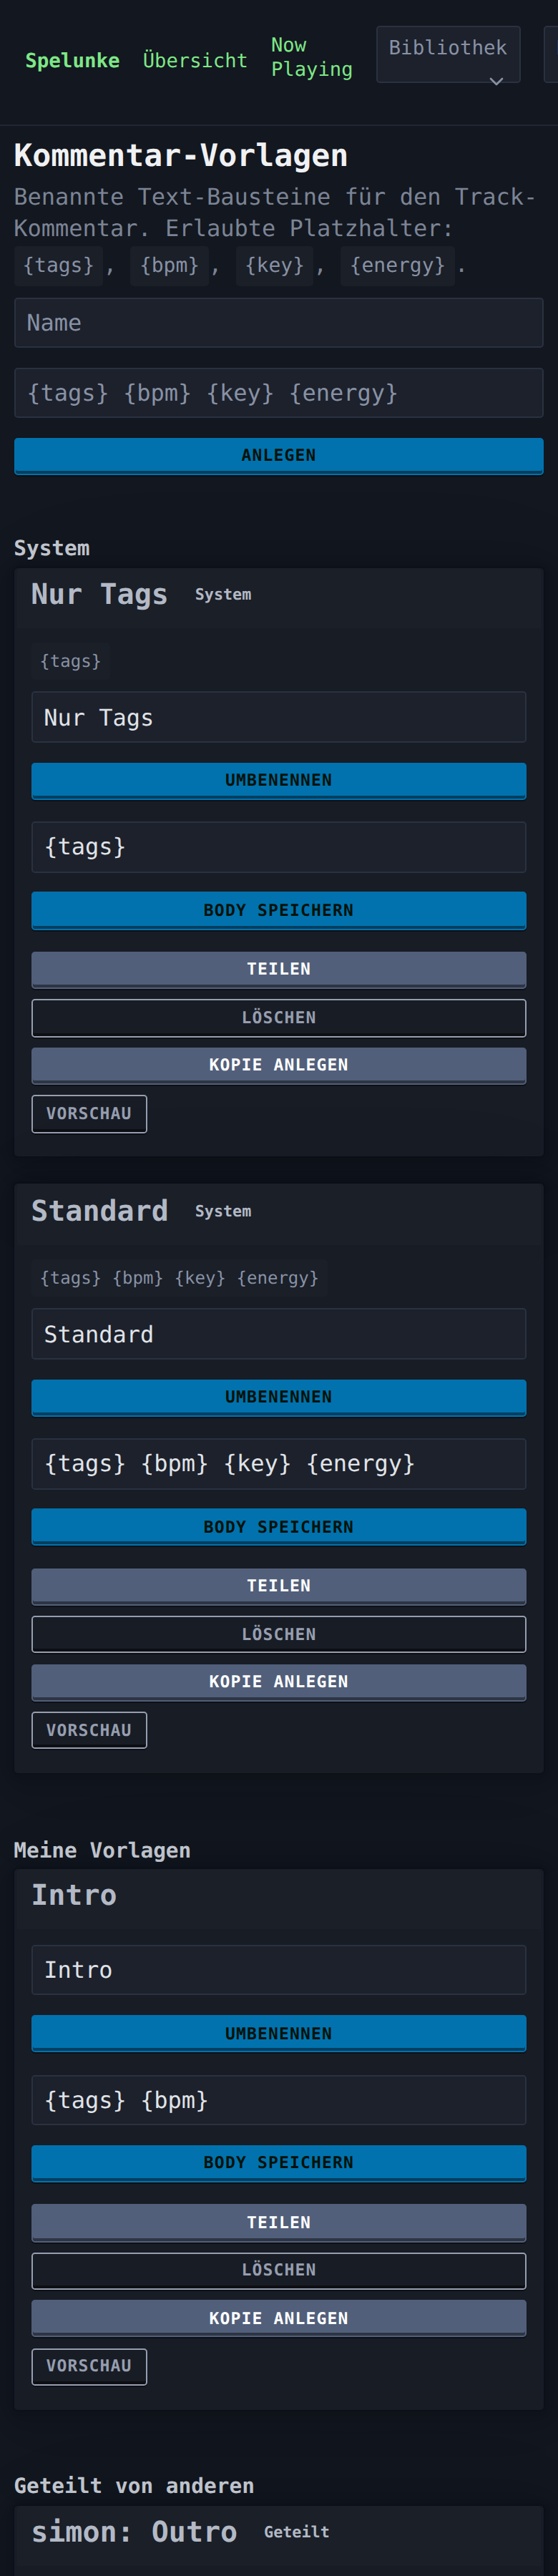 Spelunke Übersicht Now Playing Bibliothek
Kommentar-Vorlagen
Benannte Text-Bausteine für den Track-
Kommentar. Erlaubte Platzhalter:
{tags}, {bpm}, {key}, {energy}.
Name
{tags} {bpm} {key} {energy}
ANLEGEN
System
Nur Tags System
{tags}
Nur Tags
UMBENENNEN
{tags}
BODY SPEICHERN
TEILEN
LÖSCHEN
KOPIE ANLEGEN
VORSCHAU
Standard System
{tags} {bpm} {key} {energy}
Standard
UMBENENNEN
{tags} {bpm} {key} {energy}
BODY SPEICHERN
TEILEN
LÖSCHEN
KOPIE ANLEGEN
VORSCHAU
Meine Vorlagen
Intro
Intro
UMBENENNEN
{tags} {bpm}
BODY SPEICHERN
TEILEN
LÖSCHEN
KOPIE ANLEGEN
VORSCHAU
Geteilt von anderen
simon: Outro Geteilt